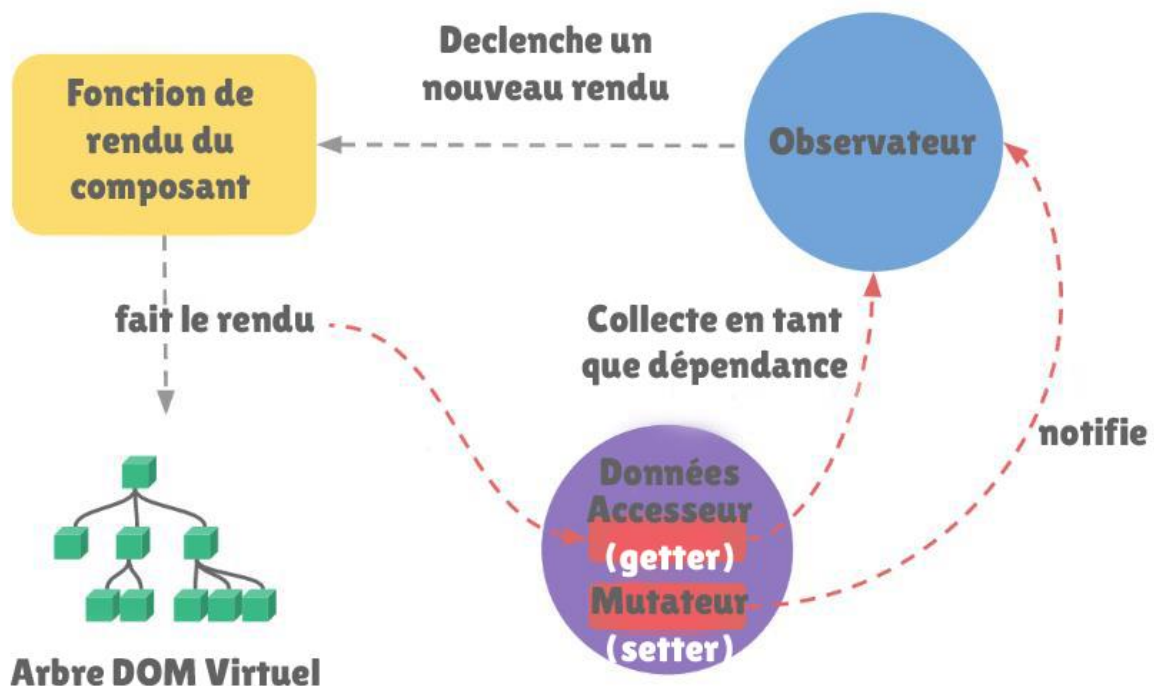 Declenche un
nouveau rendu
Fonction de
rendu du
composant
Observateur
fait le rendu
Collecte en tant
que dépendance
notifie
Données
Accesseur
(getter)
Mutateur
(setter)
Arbre DOM Virtuel